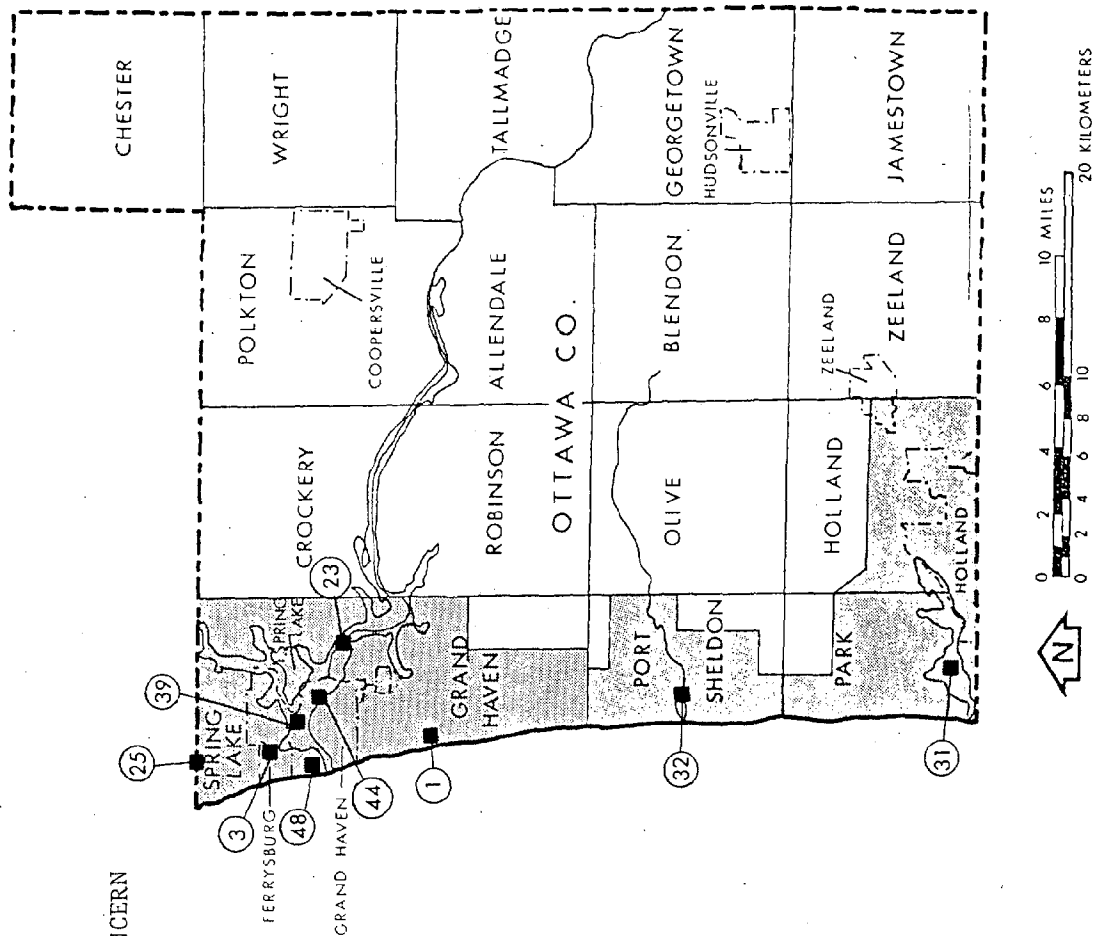 NCERN
CHESTER
WRIGHT
TALLMADGE
GEORGETOWN
HUDSONVILLE
JAMESTOWN
POLKTON
COOPERSVILLE
ALLENDALE
BLENDON
ZEELAND
ZEELAND
CROCKERY
ROBINSON
OTTAWA CO.
OLIVE
HOLLAND
HOLLAND
SPRING
LAKE
SPRING
LAKE
GRAND
HAVEN
PORT
SHELDON
PARK
FERRYSBURG
GRAND HAVEN
25
39
23
3
48
44
1
32
31
N
0 2 4 6 8 10 MILES
0 2 4 6 8 10 20 KILOMETERS